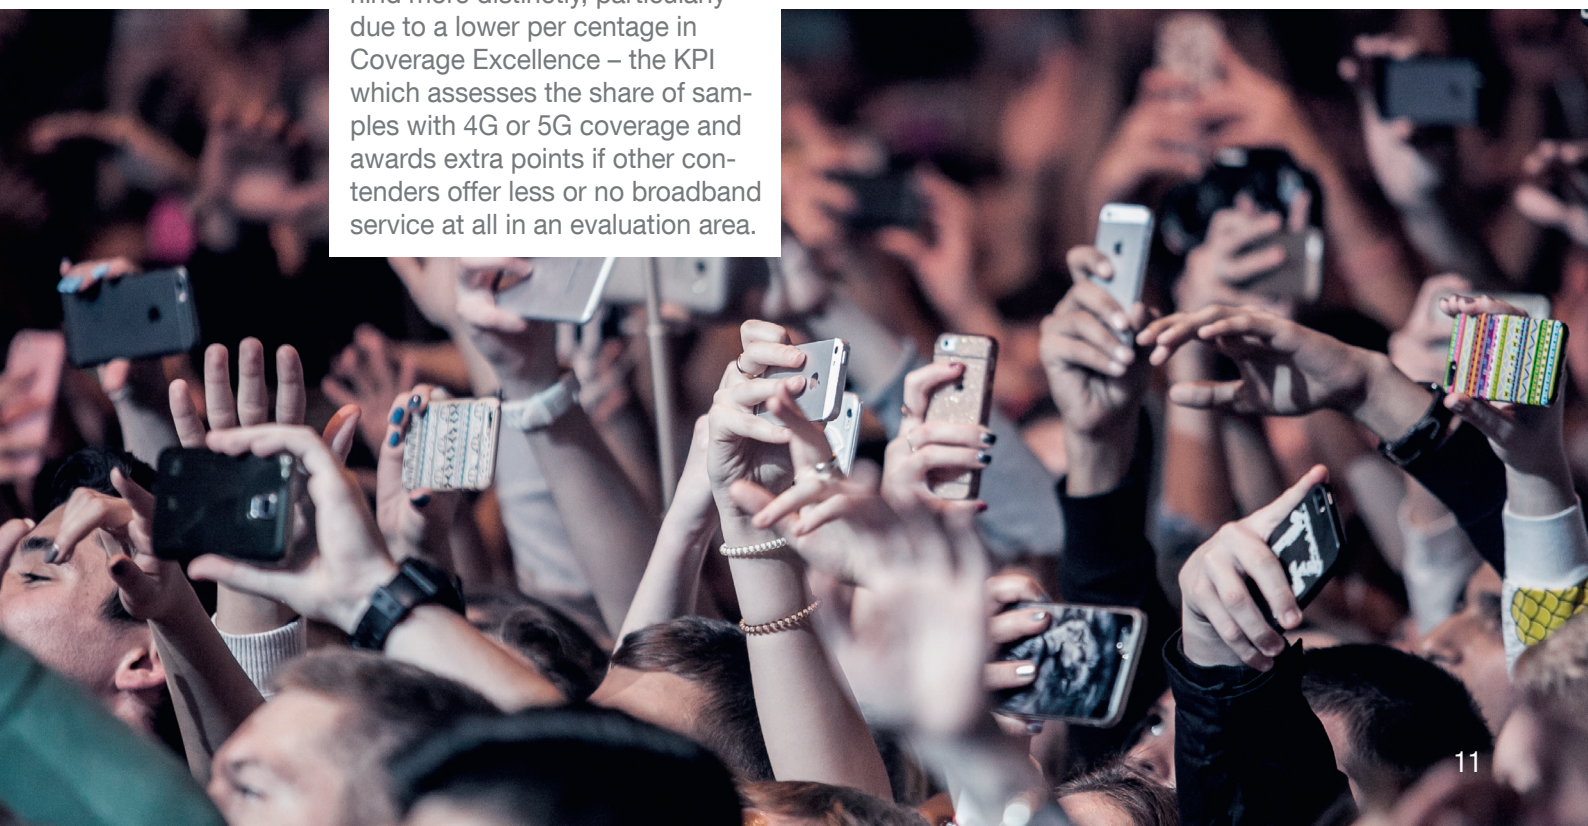 due to a lower per centage in
Coverage Excellence – the KPI
which assesses the share of sam-
ples with 4G or 5G coverage and
awards extra points if other con-
tenders offer less or no broadband
service at all in an evaluation area.
11